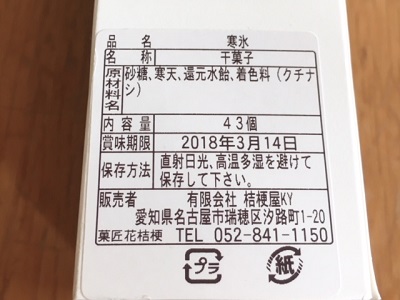 品名 寒氷
名称 干菓子
原材料名 砂糖、寒天、還元水飴、着色料（クチナ
シ）
内容量 43個
賞味期限 2018年3月14日
保存方法 直射日光、高温多湿を避けて
保存して下さい。
販売者 有限会社 桔梗屋KY
愛知県名古屋市瑞穂区汐路町1-20
菓匠花桔梗 TEL 052-841-1150
プラ 紙